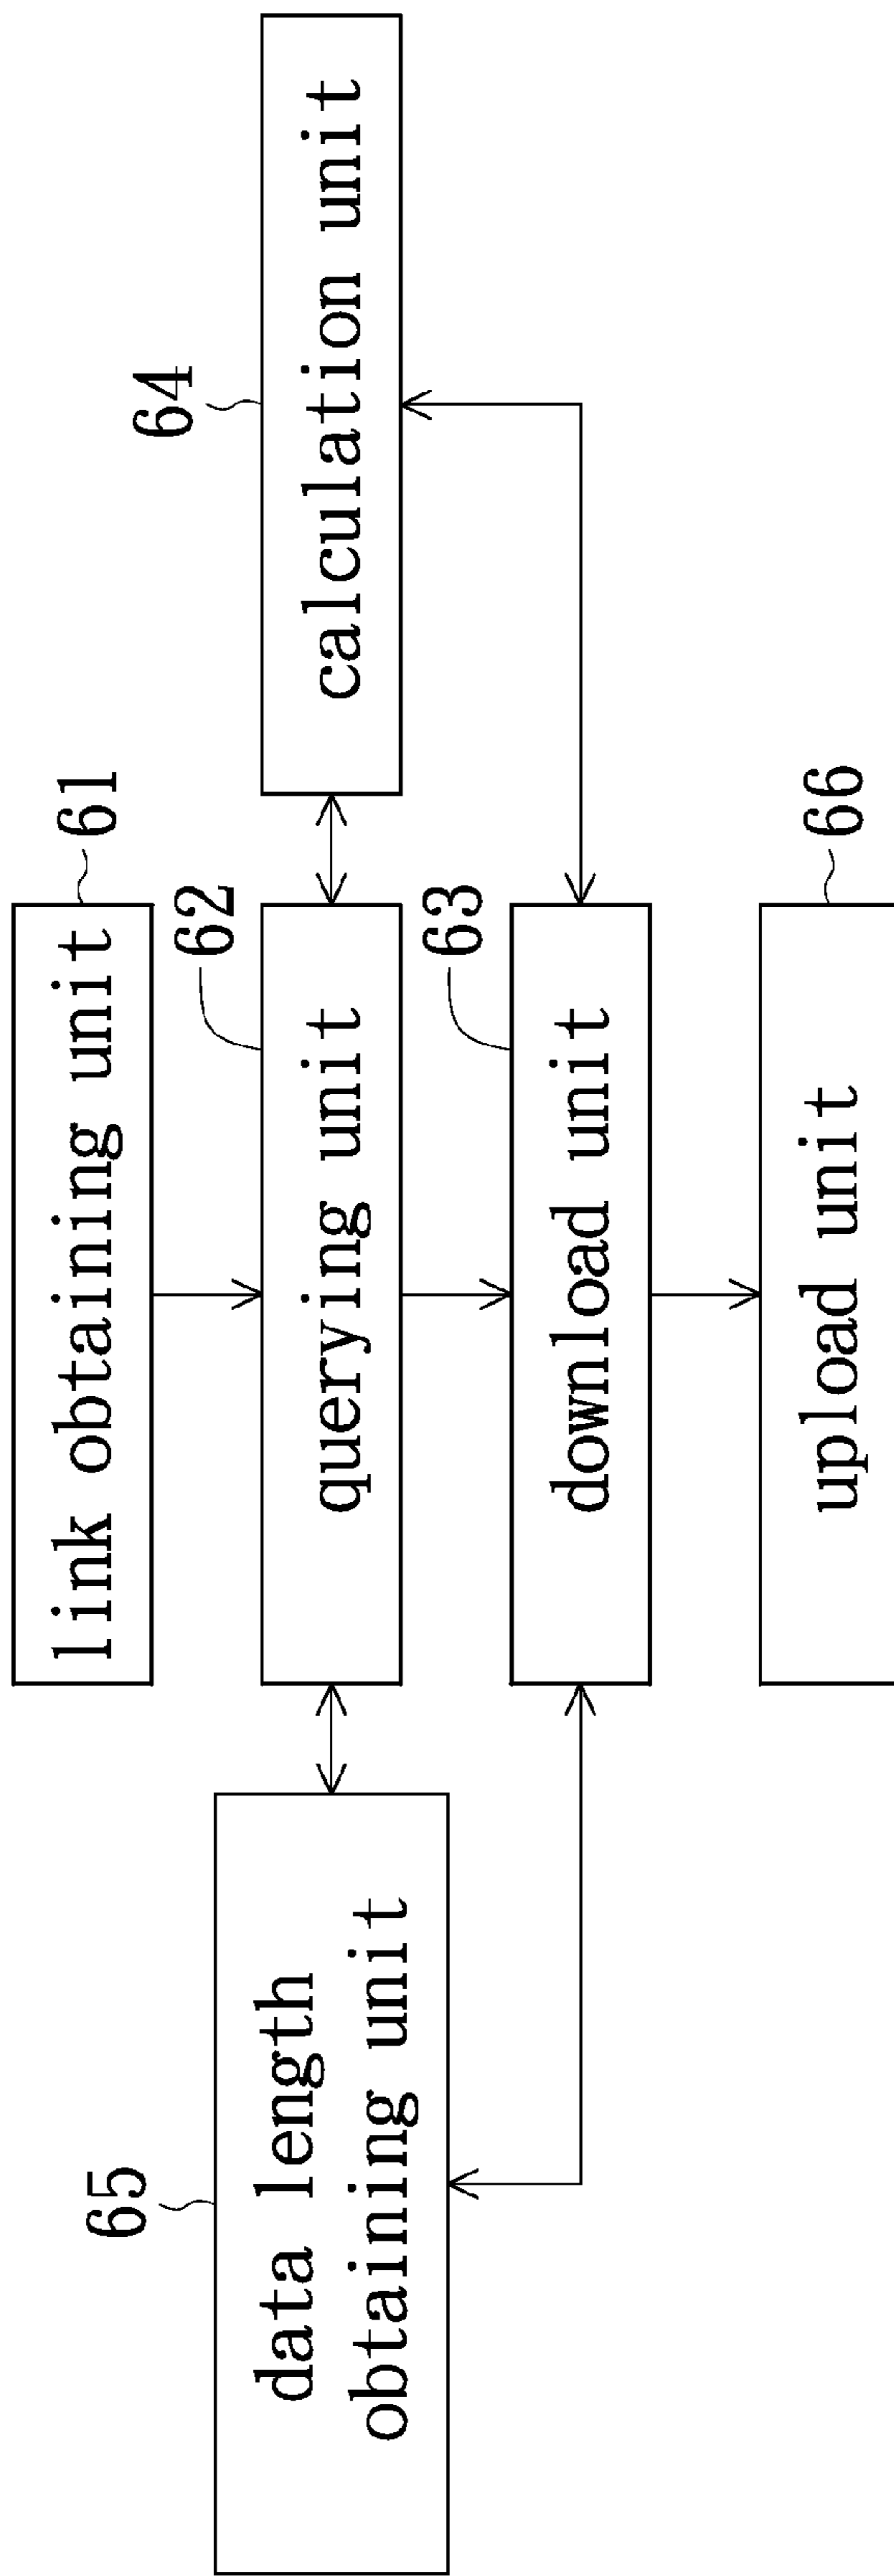 link obtaining unit
61
62
65
data length
obtaining unit
querying unit
64
calculation unit
63
download unit
66
upload unit